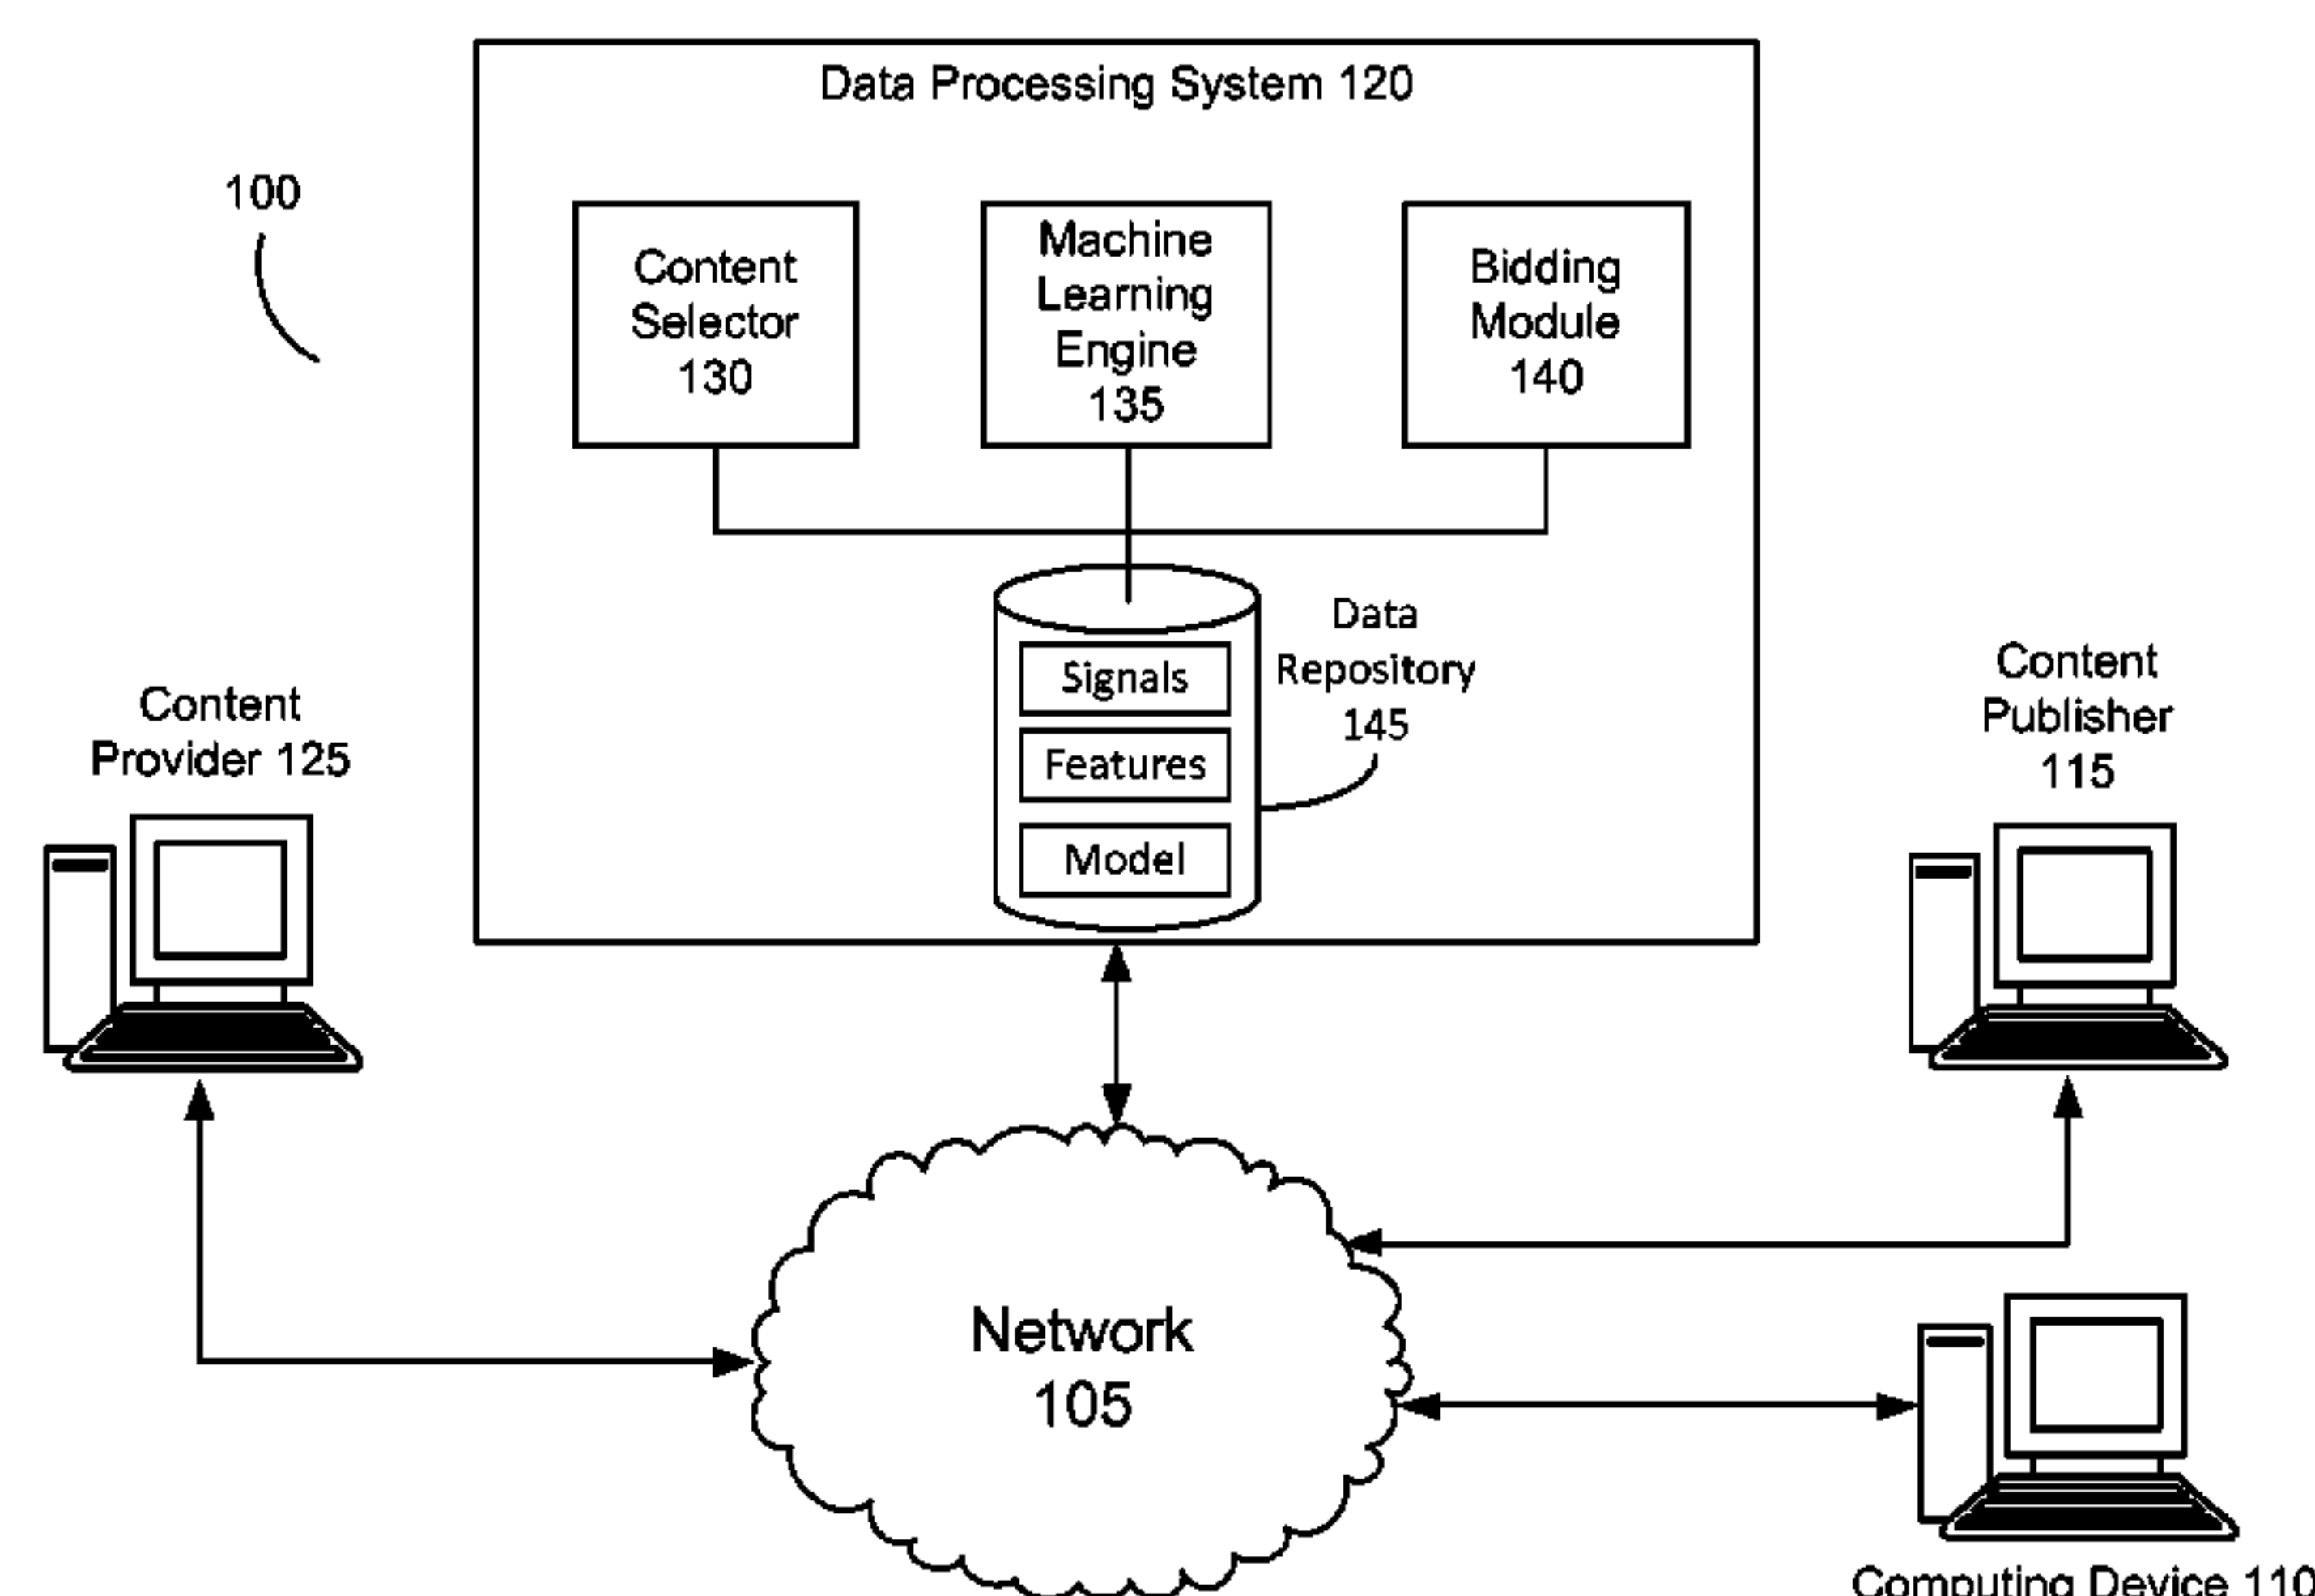 Data Processing System 120
100
Content
Selector
130
Machine
Learning
Engine
135
Bidding
Module
140
Data
Repository
145
Signals
Features
Model
Content
Provider 125
Content
Publisher
115
Network
105
Computing Device 110